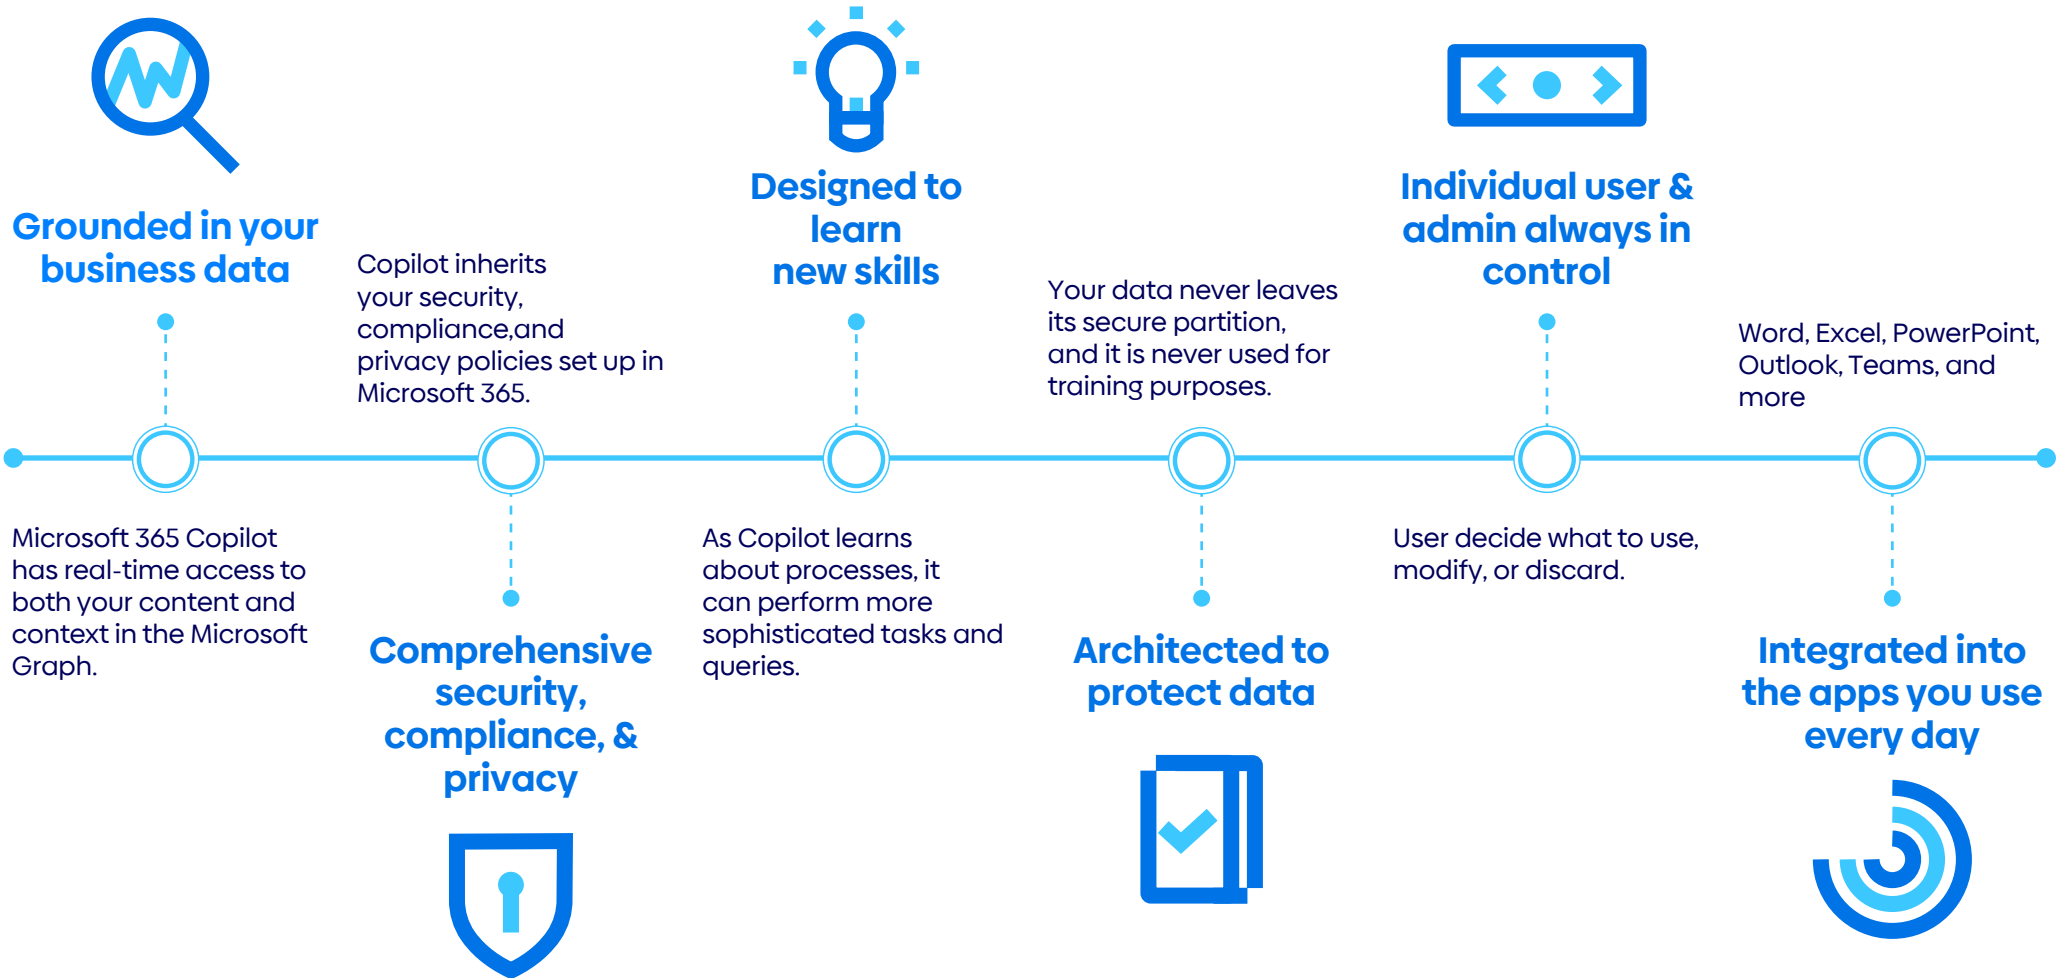 Grounded in your
business data
Microsoft 365 Copilot
has real-time access to
both your content and
context in the Microsoft
Graph.
Copilot inherits
your security,
compliance,and
privacy policies set up in
Microsoft 365.
Comprehensive
security,
compliance, &
privacy
Designed to
learn
new skills
As Copilot learns
about processes, it
can perform more
sophisticated tasks and
queries.
Your data never leaves
its secure partition,
and it is never used for
training purposes.
Architected to
protect data
Individual user &
admin always in
control
User decide what to use,
modify, or discard.
Word, Excel, PowerPoint,
Outlook, Teams, and
more
Integrated into
the apps you use
every day